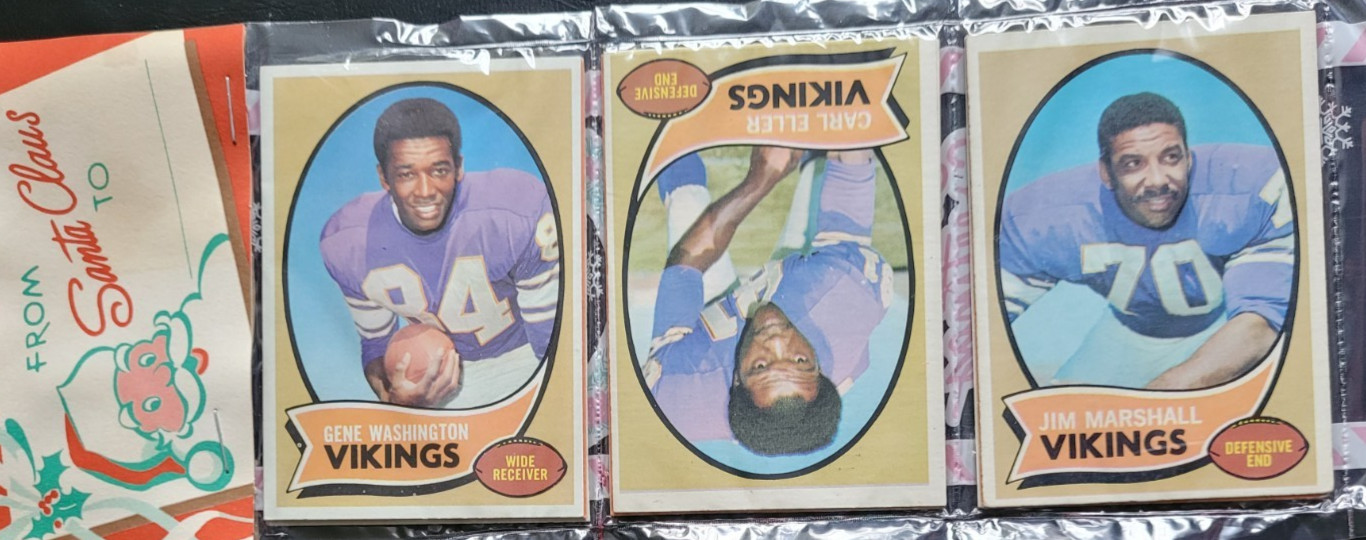 FROM
Santa Claus
TO
84
8
GENE WASHINGTON
VIKINGS
WIDE
RECEIVER
CARL ELLER
VIKINGS
DEFENSIVE
END
70
JIM MARSHALL
VIKINGS
DEFENSIVE
END